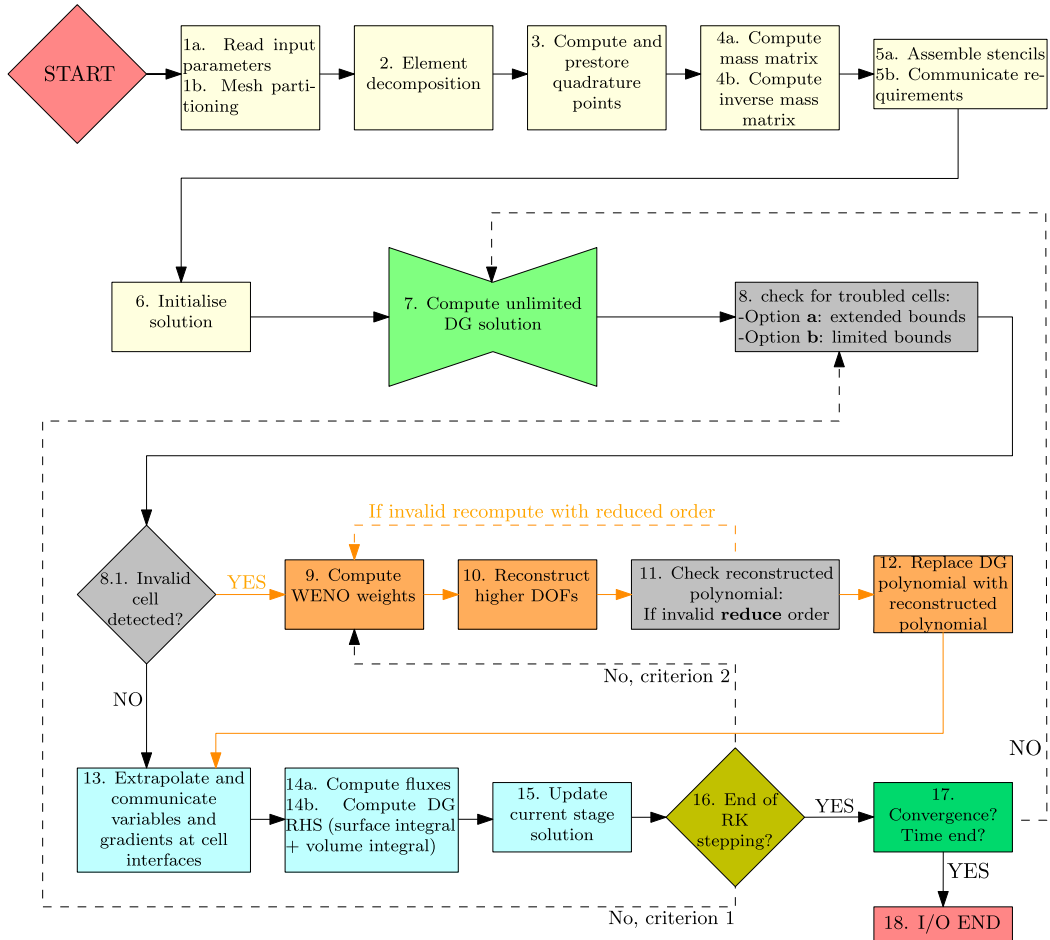 START
1a. Read input
parameters
1b. Mesh parti-
tioning
2. Element
decomposition
3. Compute and
prestore
quadrature
points
4a. Compute
mass matrix
4b. Compute
inverse mass
matrix
5a. Assemble stencils
5b. Communicate re-
quirements
6. Initialise
solution
7. Compute unlimited
DG solution
8. check for troubled cells:
-Option a: extended bounds
-Option b: limited bounds
If invalid recompute with reduced order
8.1. Invalid
cell
detected?
YES
9. Compute
WENO weights
10. Reconstruct
higher DOFs
11. Check reconstructed
polynomial:
If invalid reduce order
12. Replace DG
polynomial with
reconstructed
polynomial
No, criterion 2
NO
NO
13. Extrapolate and
communicate
variables and
gradients at cell
interfaces
14a. Compute fluxes
14b. Compute DG
RHS (surface integral
+ volume integral)
15. Update
current stage
solution
16. End of
RK
stepping?
YES
17.
Convergence?
Time end?
YES
No, criterion 1
18. I/O END